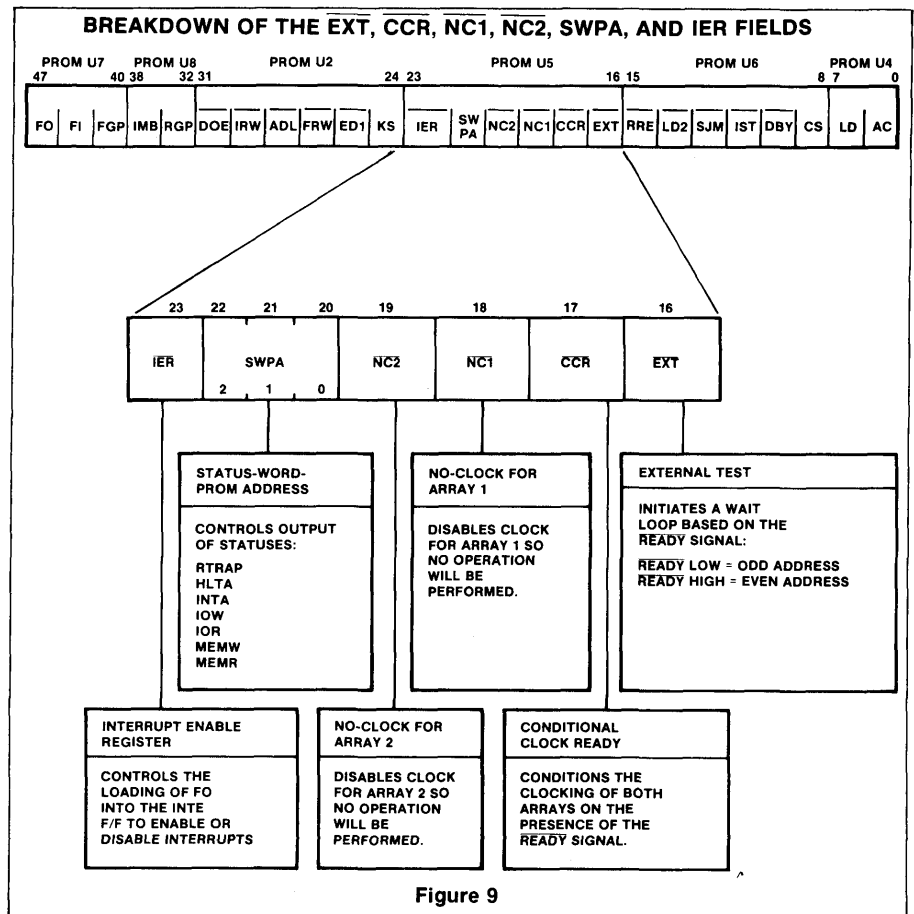 BREAKDOWN OF THE EXT, CCR, NC1, NC2, SWPA, AND IER FIELDS
PROM U7 PROM U8 PROM U2 PROM U5 PROM U6 PROM U4
47 40 38 32 31 24 23 16 15 8 7 0
FO FI FGP IMB RGP DOE IRW ADL FRW ED1 KS IER SW PA NC2 NC1 CCR EXT RRE LD2 SJM IST DBY CS LD AC
23 22 21 20 19 18 17 16
IER SWPA NC2 NC1 CCR EXT
2 1 0
STATUS-WORD-
PROM ADDRESS
CONTROLS OUTPUT
OF STATUSES:
RTRAP
HLTA
INTA
IOW
IOR
MEMW
MEMR
NO-CLOCK FOR
ARRAY 1
DISABLES CLOCK
FOR ARRAY 1 SO
NO OPERATION
WILL BE
PERFORMED.
EXTERNAL TEST
INITIATES A WAIT
LOOP BASED ON THE
READY SIGNAL:
READY LOW = ODD ADDRESS
READY HIGH = EVEN ADDRESS
INTERRUPT ENABLE
REGISTER
CONTROLS THE
LOADING OF FO
INTO THE INTE
F/F TO ENABLE OR
DISABLE INTERRUPTS
NO-CLOCK FOR
ARRAY 2
DISABLES CLOCK
FOR ARRAY 2 SO
NO OPERATION
WILL BE
PERFORMED.
CONDITIONAL
CLOCK READY
CONDITIONS THE
CLOCKING OF BOTH
ARRAYS ON THE
PRESENCE OF THE
READY SIGNAL.
Figure 9